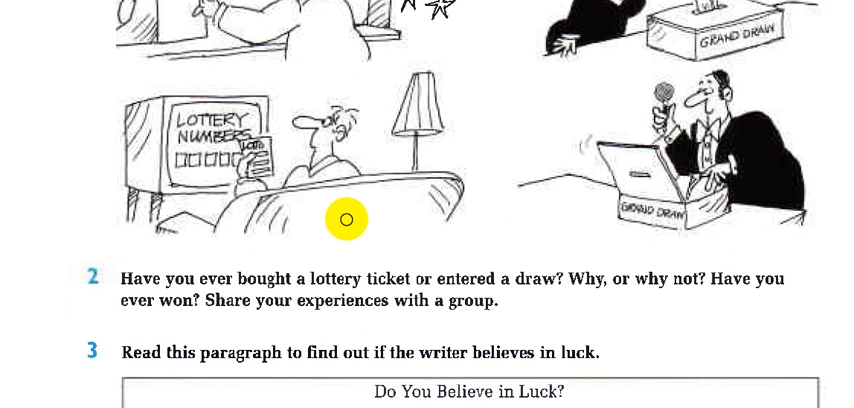 GRAND DRAW
LOTTERY
NUMBERS
LOTTO
GRAND DRAW
2 Have you ever bought a lottery ticket or entered a draw? Why, or why not? Have you
ever won? Share your experiences with a group.
3 Read this paragraph to find out if the writer believes in luck.
Do You Believe in Luck?